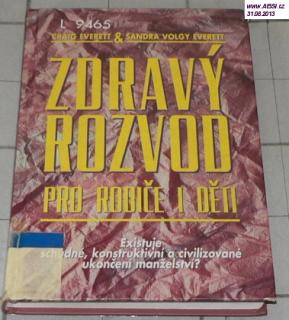 www.AISSI.cz
31.08.2013
L 9465
CRAIG EVERETT & SANDRA VOLGY EVERETT
ZDRAVÝ
ROZVOD
PRO RODIČE I DĚTI
Existuje
schůdné, konstruktivní a civilizované
ukončení manželství?